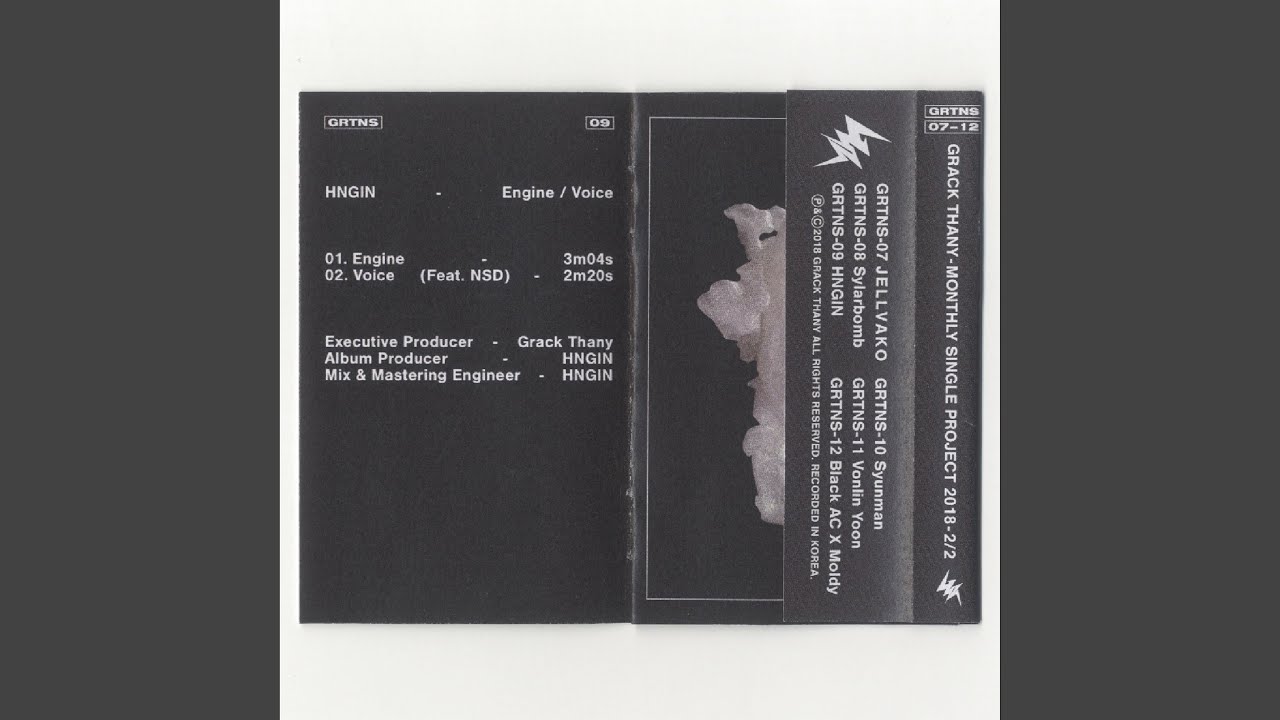 GRTNS 09
HNGIN - Engine / Voice
01. Engine - 3m04s
02. Voice (Feat. NSD) - 2m20s
Executive Producer - Grack Thany
Album Producer - HNGIN
Mix & Mastering Engineer - HNGIN
GRTNS
07-12
GRACK THANY-MONTHLY SINGLE PROJECT 2018-2/2
GRTNS-07 JELLVAKO GRTNS-10 Syunman
GRTNS-08 Sylarbomb GRTNS-11 Vonlin Yoon
GRTNS-09 HNGIN GRTNS-12 Black AC X Moldy
Ⓟ&Ⓒ2018 GRACK THANY ALL RIGHTS RESERVED. RECORDED IN KOREA.